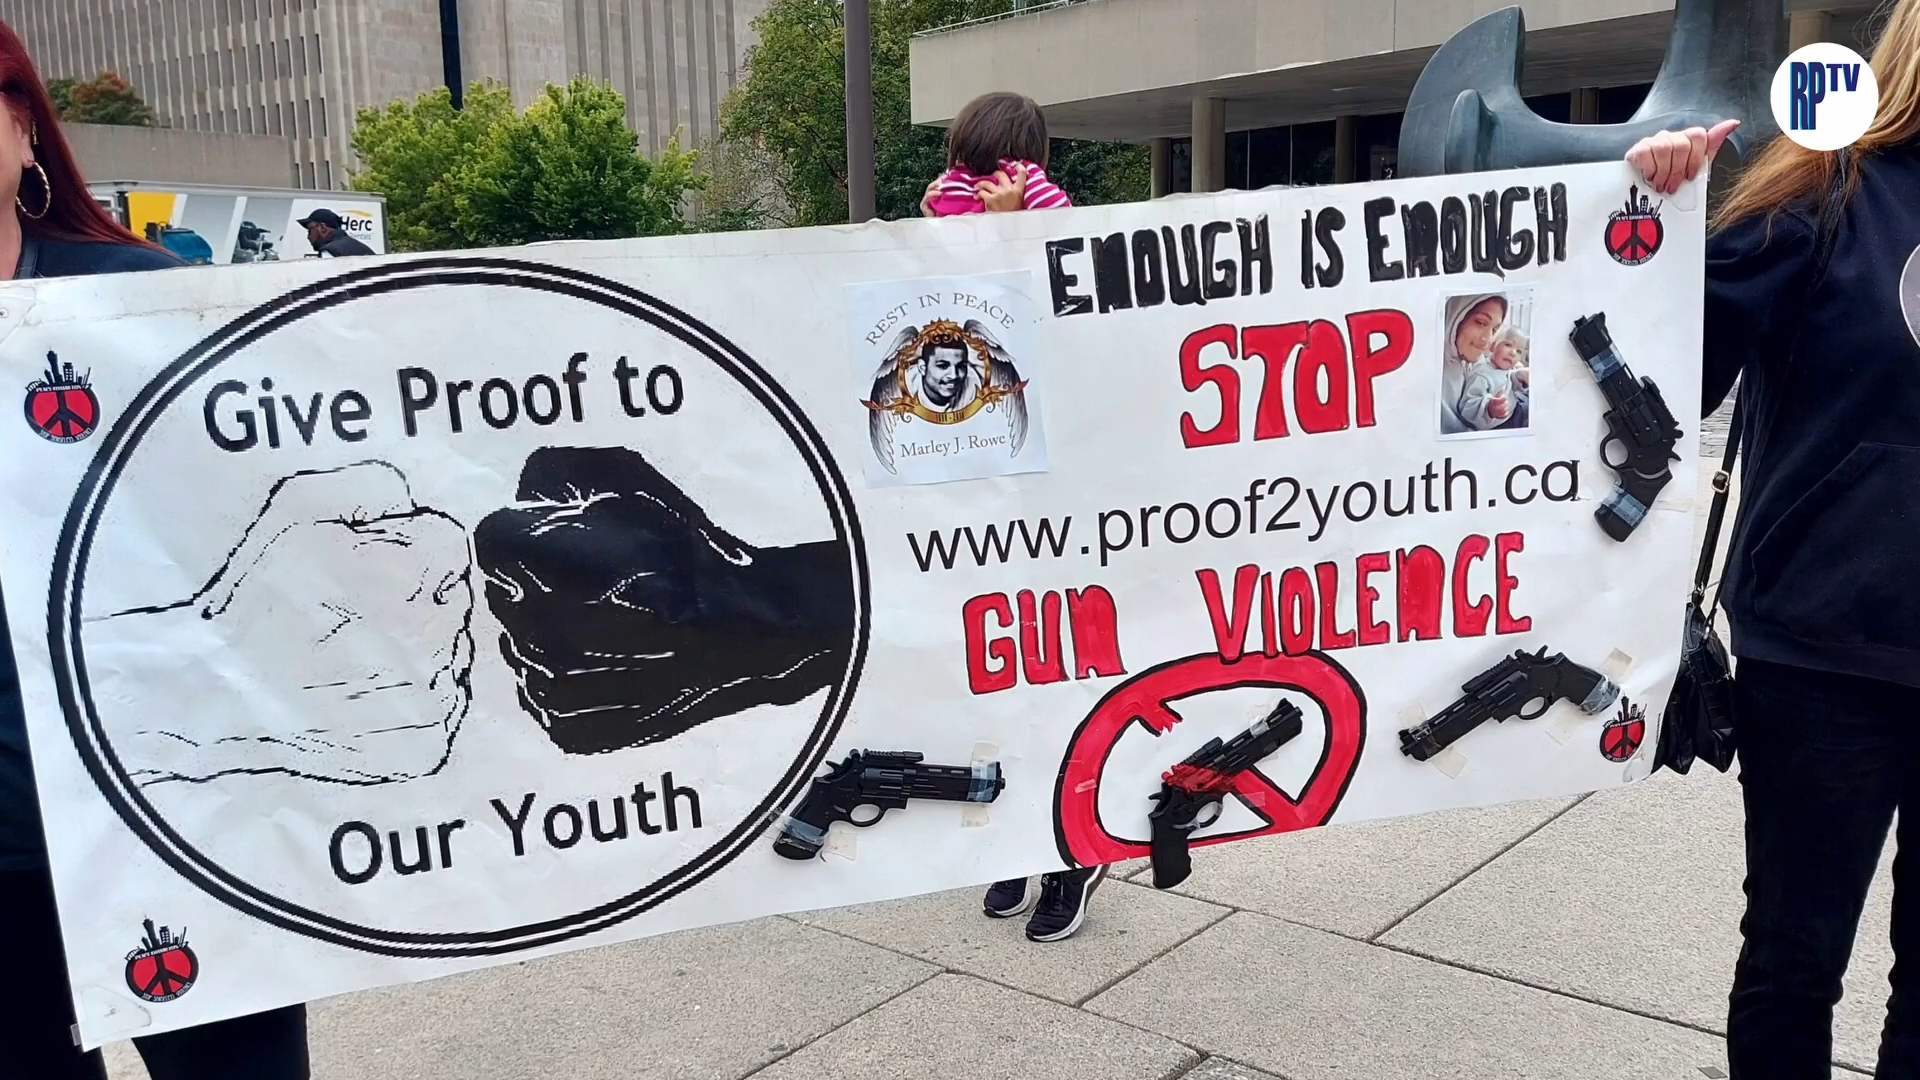 RPTV
Herc
Give Proof to
Our Youth
REST IN PEACE
Marley J. Rowe
ENOUGH IS ENOUGH
STOP
www.proof2youth.ca
GUN VIOLENCE